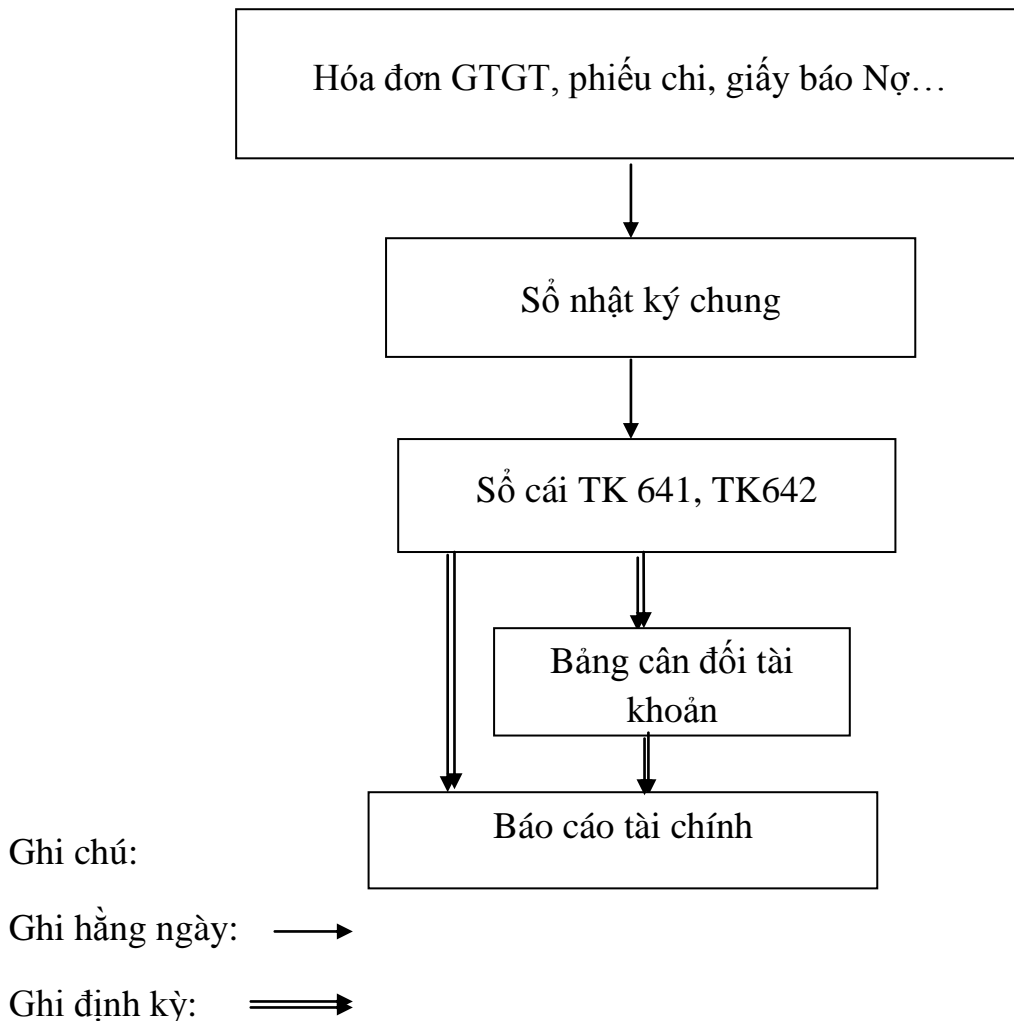 Hóa đơn GTGT, phiếu chi, giấy báo Nợ…
Sổ nhật ký chung
Sổ cái TK 641, TK642
Bảng cân đối tài
khoản
Báo cáo tài chính
Ghi chú:
Ghi hằng ngày:
Ghi định kỳ: